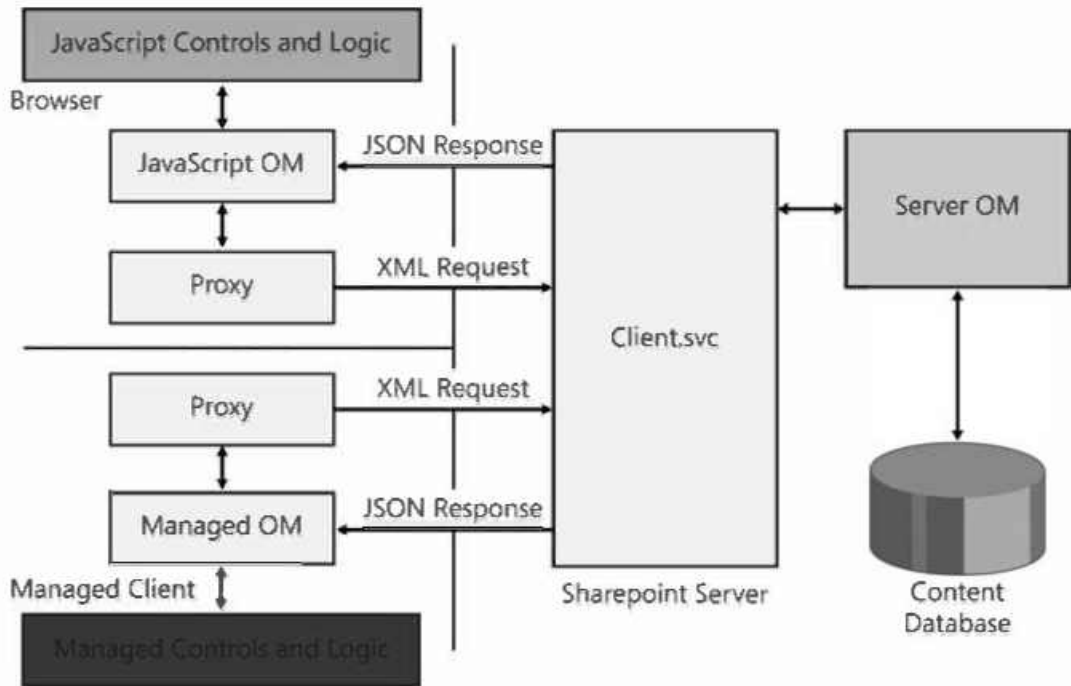 JavaScript Controls and Logic
Browser
JavaScript OM
JSON Response
Proxy
XML Request
Client.svc
Server OM
Proxy
XML Request
Managed OM
JSON Response
Managed Client
Managed Controls and Logic
Sharepoint Server
Content
Database